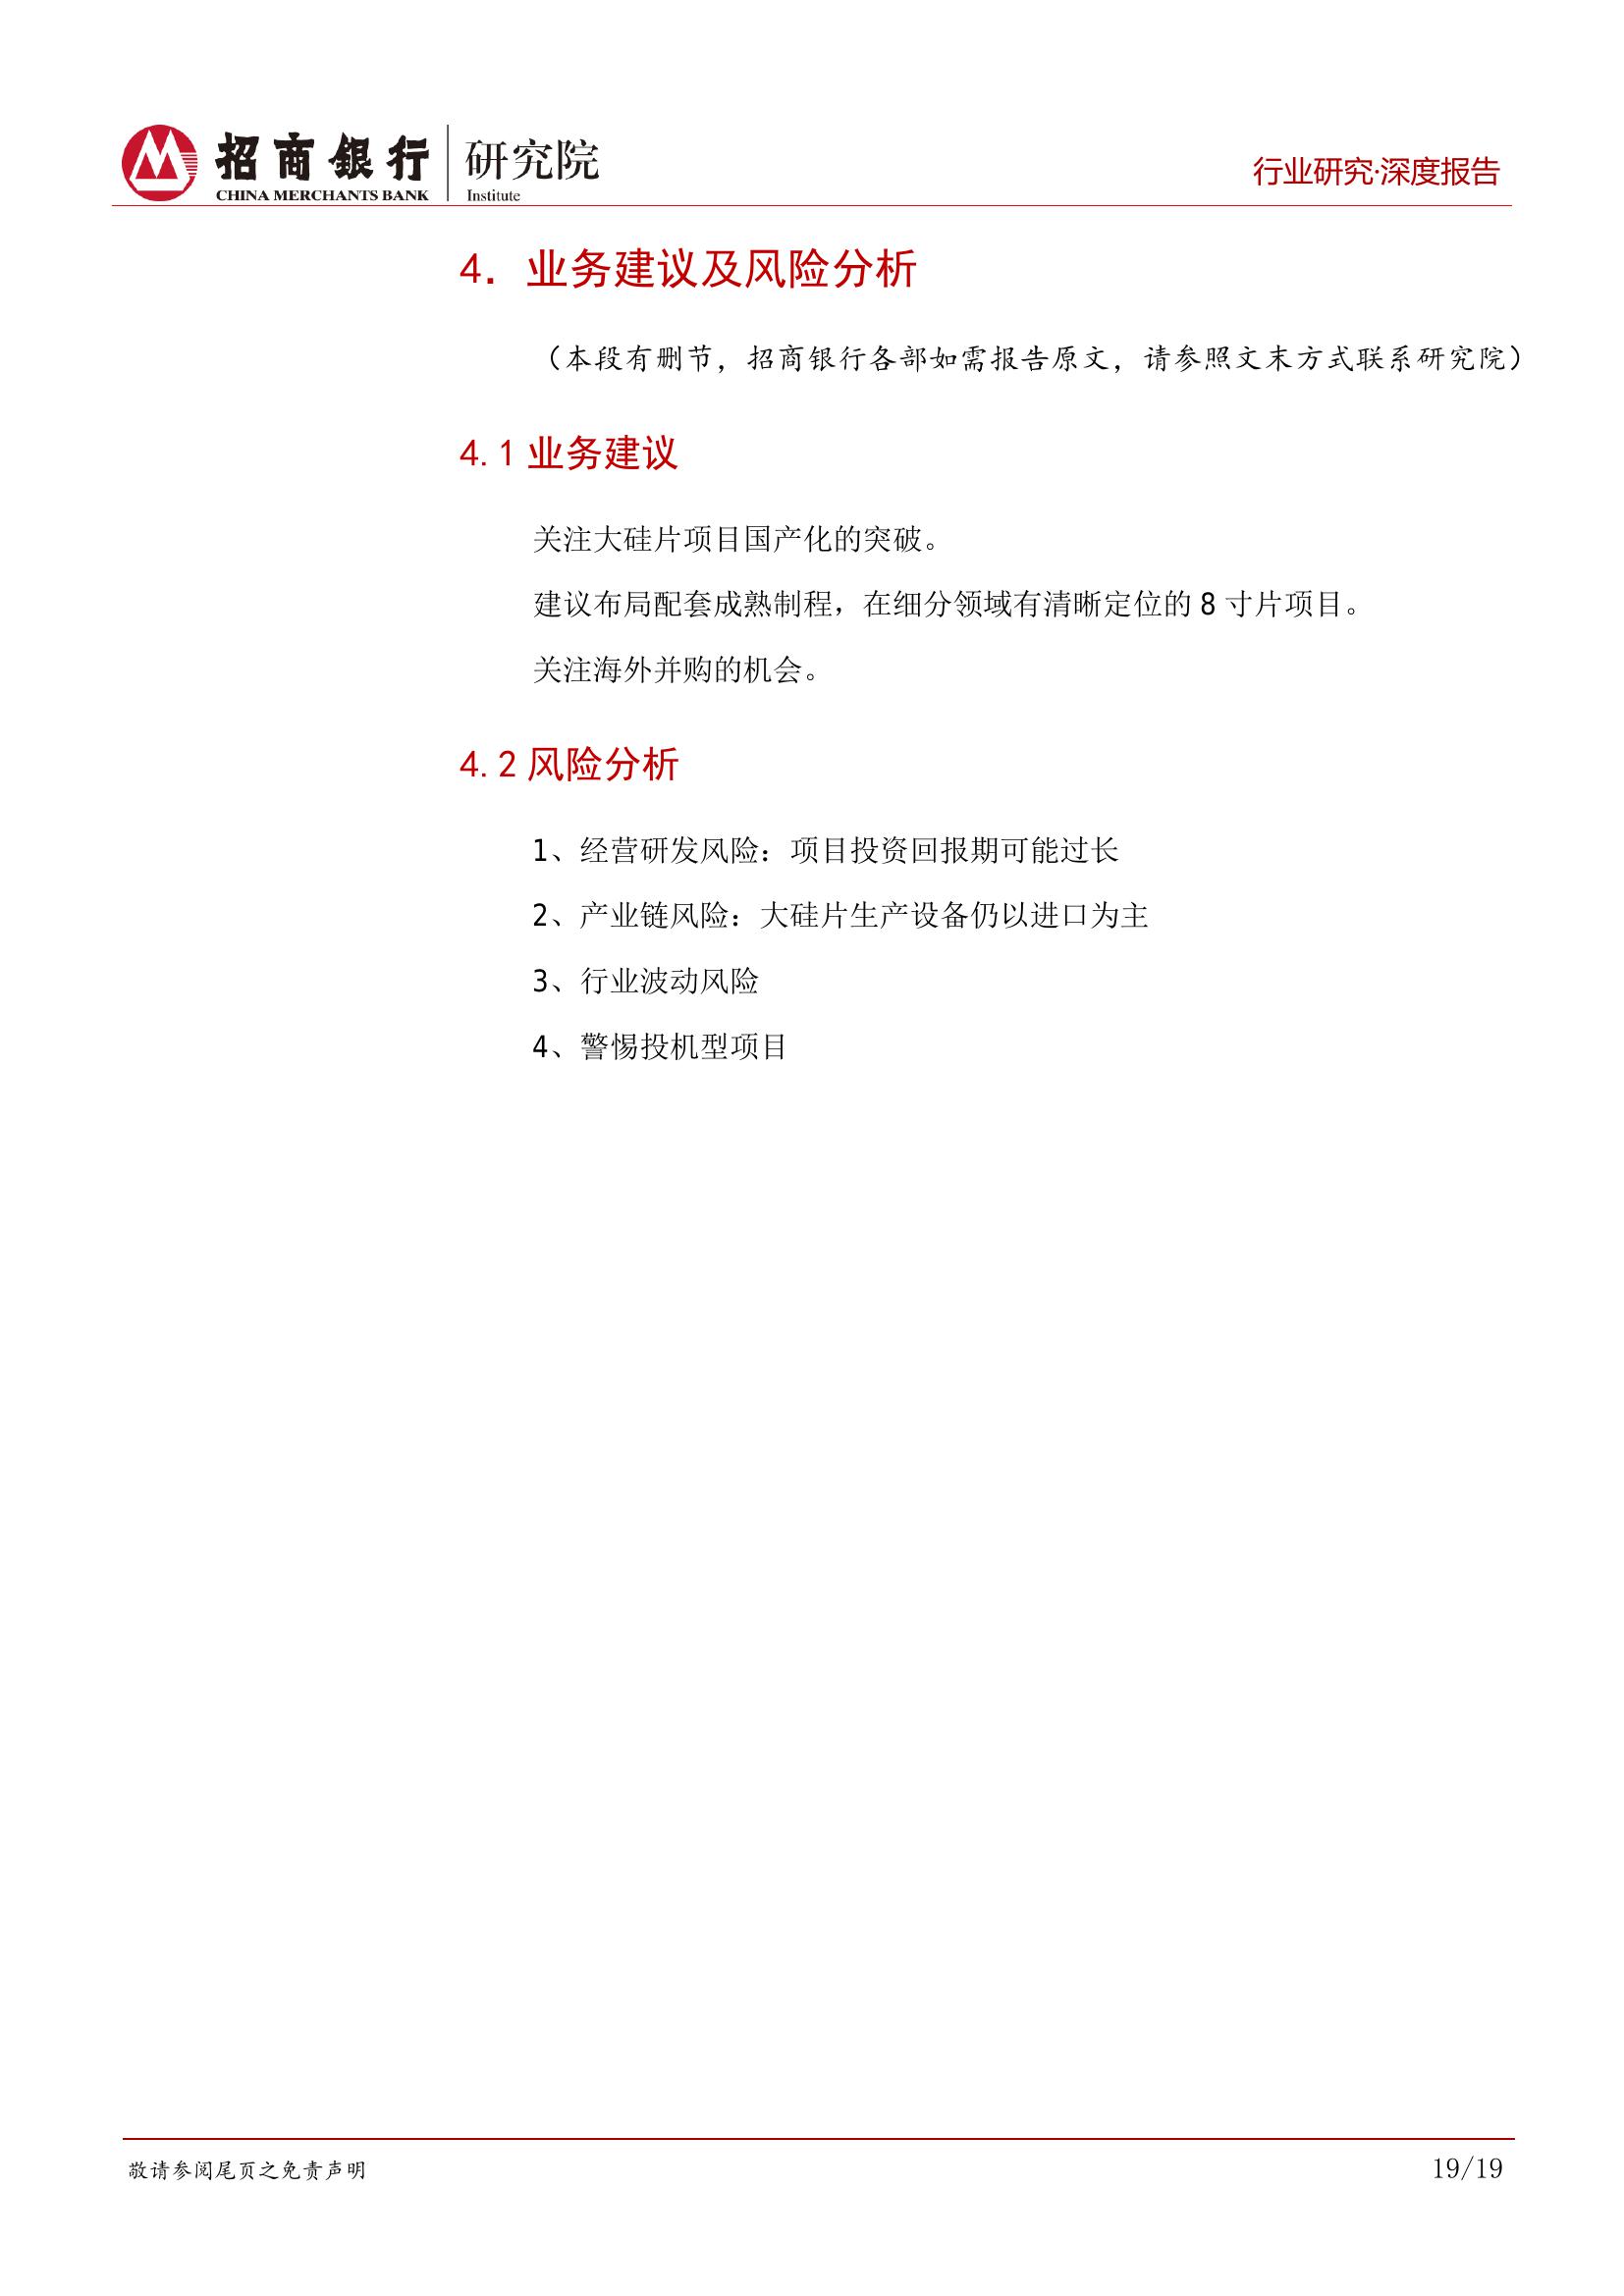 招商银行 研究院
CHINA MERCHANTS BANK Institute
行业研究·深度报告
4. 业务建议及风险分析
（本段有删节，招商银行各部如需报告原文，请参照文末方式联系研究院）
4.1 业务建议
关注大硅片项目国产化的突破。
建议布局配套成熟制程，在细分领域有清晰定位的 8 寸片项目。
关注海外并购的机会。
4.2 风险分析
1、经营研发风险：项目投资回报期可能过长
2、产业链风险：大硅片生产设备仍以进口为主
3、行业波动风险
4、警惕投机型项目
敬请参阅尾页之免责声明
19/19